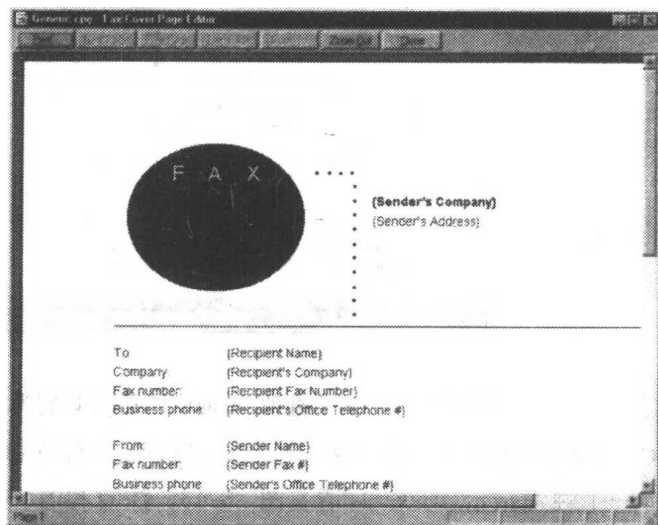 Generic.cpe - Fax Cover Page Editor
Zoom Out Close
F A X
{Sender's Company}
{Sender's Address}
To {Recipient Name}
Company: {Recipient's Company}
Fax number: {Recipient Fax Number}
Business phone: {Recipient's Office Telephone #}
From: {Sender Name}
Fax number: {Sender Fax #}
Business phone {Sender's Office Telephone #}
Page 1